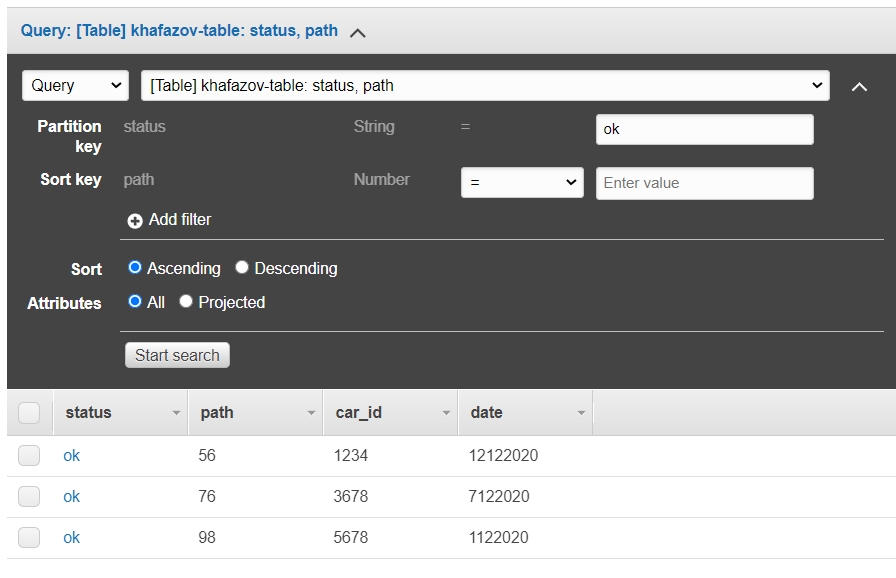 Query: [Table] khafazov-table: status, path
Query [Table] khafazov-table: status, path
Partition key status String = ok
Sort key path Number = Enter value
Add filter
Sort Ascending Descending
Attributes All Projected
Start search
status path car_id date
ok 56 1234 12122020
ok 76 3678 7122020
ok 98 5678 1122020